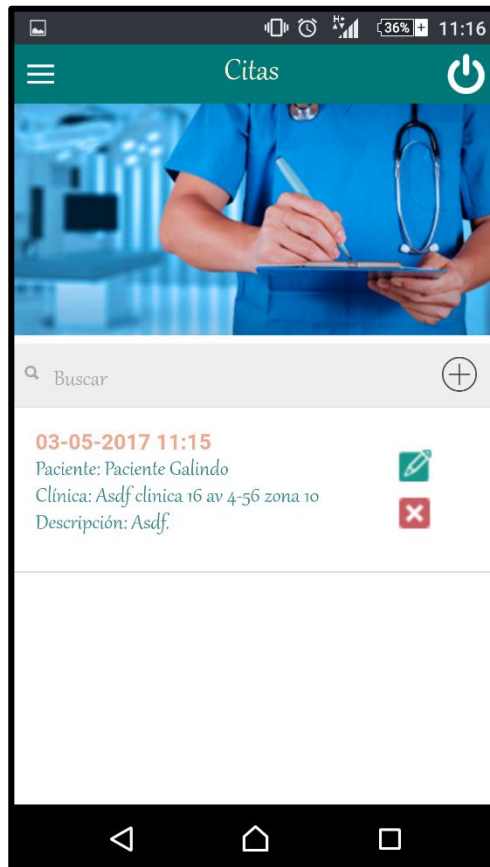 H+ 36% 11:16
Citas
Buscar
03-05-2017 11:15
Paciente: Paciente Galindo
Clínica: Asdf clinica 16 av 4-56 zona 10
Descripción: Asdf.